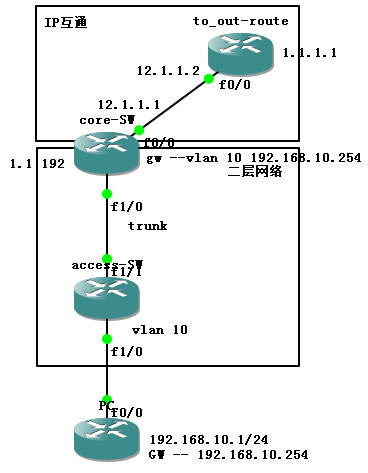 IP互通
to_out-route
1.1.1.1
12.1.1.2
f0/0
12.1.1.1
core-SW
f0/0
gw --vlan 10 192.168.10.254
1.1 192
二层网络
f1/0
trunk
access-SW
f1/1
vlan 10
f1/0
PC
f0/0
192.168.10.1/24
GW -- 192.168.10.254